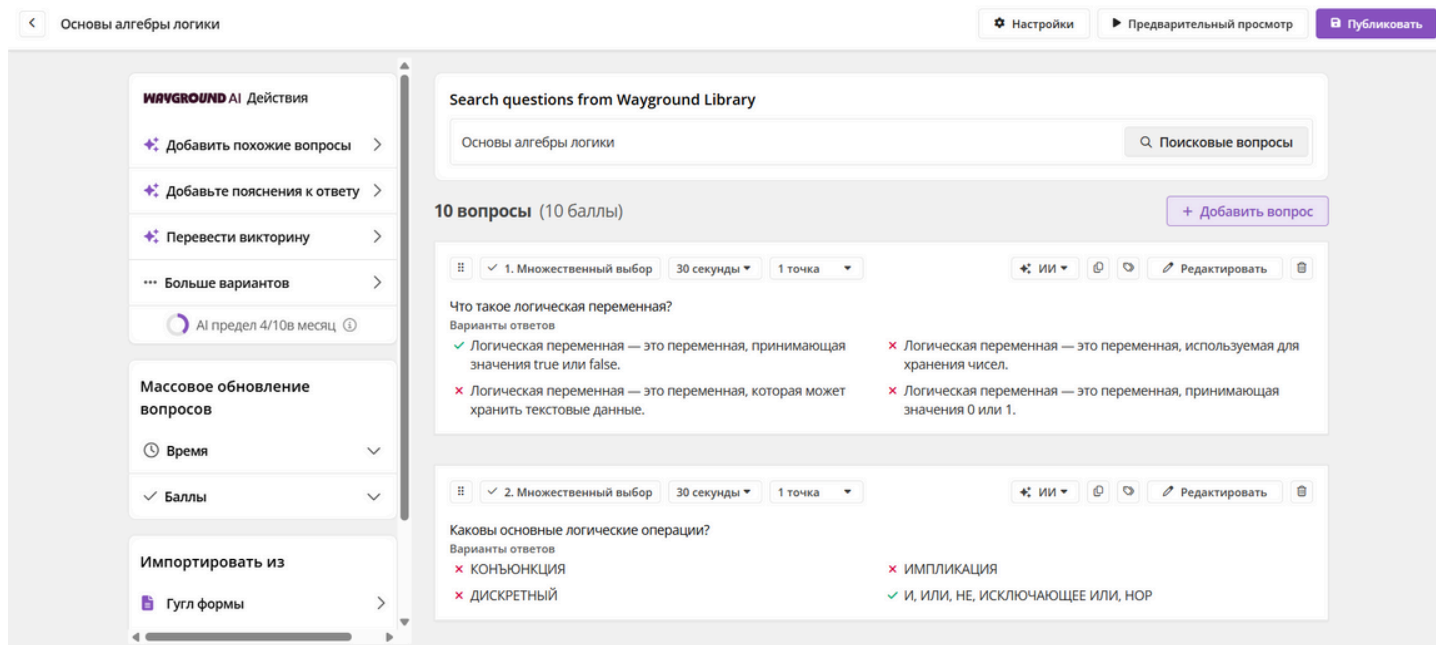 Основы алгебры логики
Настройки
Предварительный просмотр
Публиковать
WAYGROUND AI Действия
Добавить похожие вопросы
Добавьте пояснения к ответу
Перевести викторину
Больше вариантов
AI предел 4/10в месяц
Массовое обновление
вопросов
Время
Баллы
Импортировать из
Гугл формы
Search questions from Wayground Library
Основы алгебры логики
Поисковые вопросы
10 вопросы (10 баллы)
+ Добавить вопрос
1. Множественный выбор
30 секунды
1 точка
ИИ
Редактировать
Что такое логическая переменная?
Варианты ответов
Логическая переменная — это переменная, принимающая
значения true или false.
Логическая переменная — это переменная, используемая для
хранения чисел.
Логическая переменная — это переменная, которая может
хранить текстовые данные.
Логическая переменная — это переменная, принимающая
значения 0 или 1.
2. Множественный выбор
30 секунды
1 точка
ИИ
Редактировать
Каковы основные логические операции?
Варианты ответов
КОНЪЮНКЦИЯ
ИМПЛИКАЦИЯ
ДИСКРЕТНЫЙ
И, ИЛИ, НЕ, ИСКЛЮЧАЮЩЕЕ ИЛИ, НОР